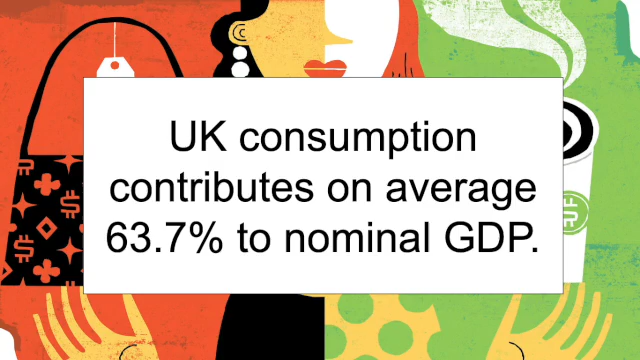 UK consumption
contributes on average
63.7% to nominal GDP.